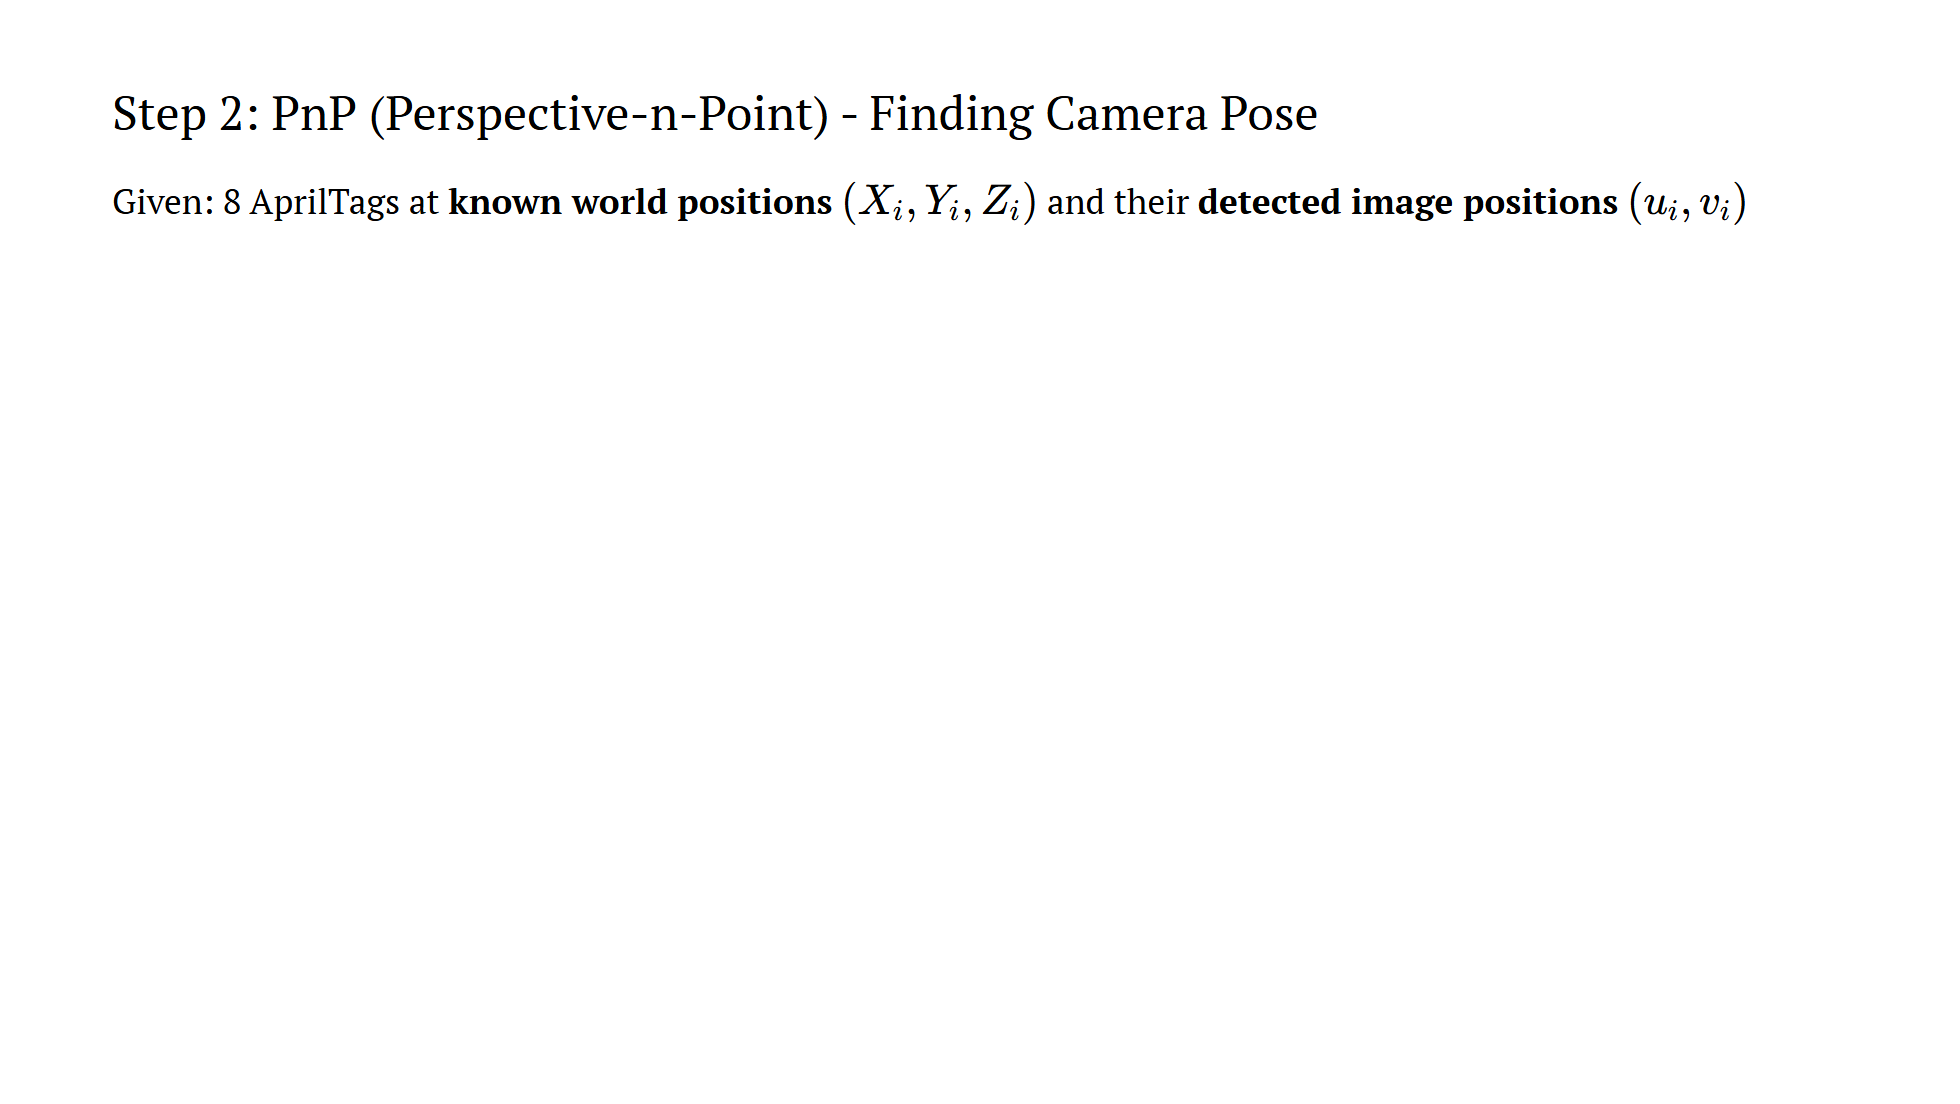 Step 2: PnP (Perspective-n-Point) - Finding Camera Pose
Given: 8 AprilTags at known world positions (Xᵢ, Yᵢ, Zᵢ) and their detected image positions (uᵢ, vᵢ)